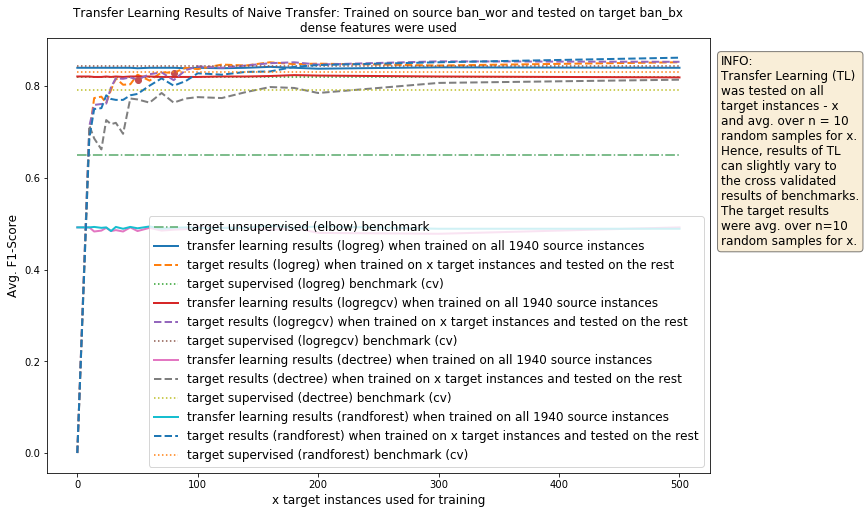 Transfer Learning Results of Naive Transfer: Trained on source ban_wor and tested on target ban_bx
dense features were used
Avg. F1-Score
0.8
0.6
0.4
0.2
0.0
0
100
200
300
400
500
x target instances used for training
target unsupervised (elbow) benchmark
transfer learning results (logreg) when trained on all 1940 source instances
target results (logreg) when trained on x target instances and tested on the rest
target supervised (logreg) benchmark (cv)
transfer learning results (logregcv) when trained on all 1940 source instances
target results (logregcv) when trained on x target instances and tested on the rest
target supervised (logregcv) benchmark (cv)
transfer learning results (dectree) when trained on all 1940 source instances
target results (dectree) when trained on x target instances and tested on the rest
target supervised (dectree) benchmark (cv)
transfer learning results (randforest) when trained on all 1940 source instances
target results (randforest) when trained on x target instances and tested on the rest
target supervised (randforest) benchmark (cv)
INFO:
Transfer Learning (TL)
was tested on all
target instances - x
and avg. over n = 10
random samples for x.
Hence, results of TL
can slightly vary to
the cross validated
results of benchmarks.
The target results
were avg. over n=10
random samples for x.